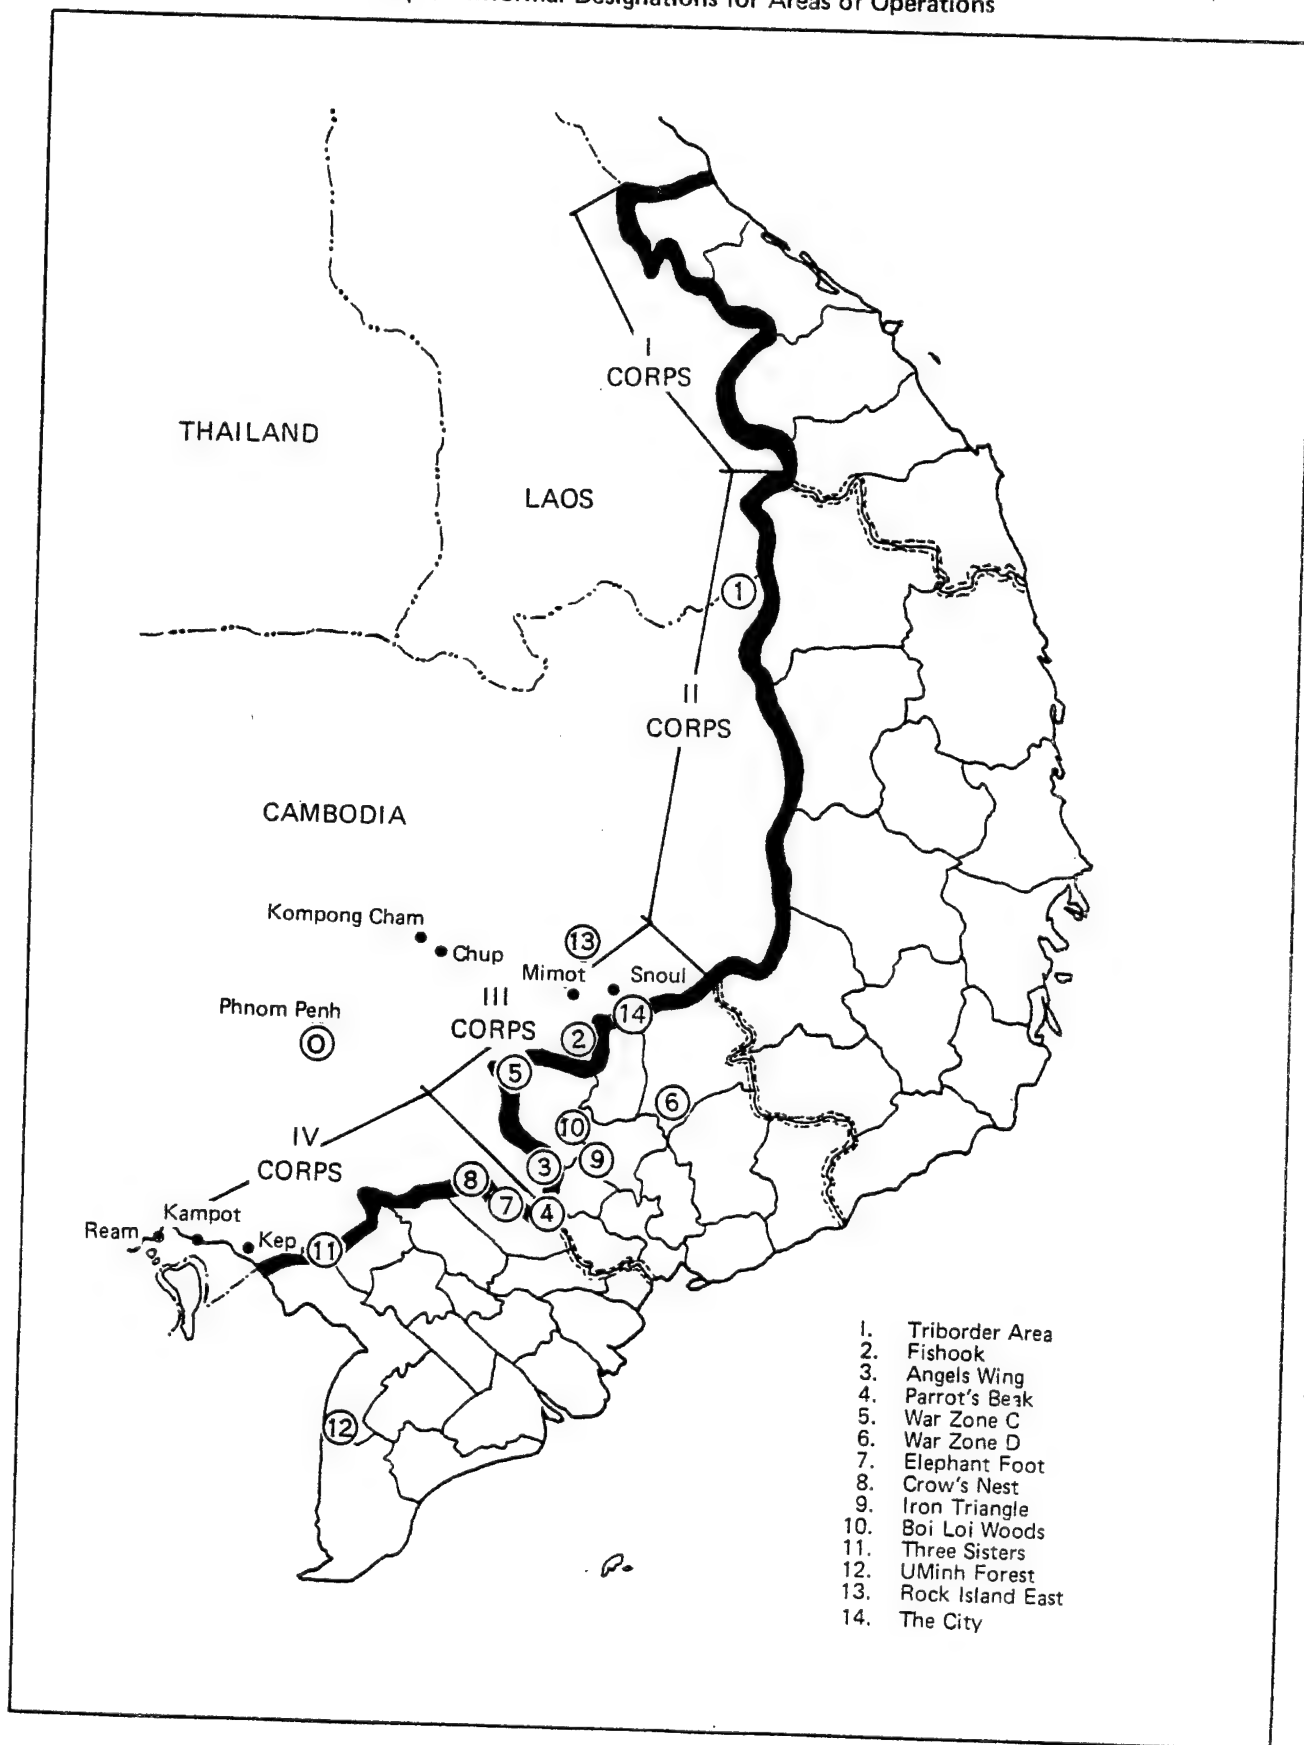 Designations for Areas of Operations
I
CORPS
THAILAND
LAOS
1
II
CORPS
CAMBODIA
Kompong Cham
Chup
13
Mimot
Snoul
III
CORPS
Phnom Penh
14
2
5
6
10
IV
CORPS
3
9
8
7
4
Kampot
Ream
Kep
11
12
1. Triborder Area
2. Fishook
3. Angels Wing
4. Parrot's Beak
5. War Zone C
6. War Zone D
7. Elephant Foot
8. Crow's Nest
9. Iron Triangle
10. Boi Loi Woods
11. Three Sisters
12. UMinh Forest
13. Rock Island East
14. The City